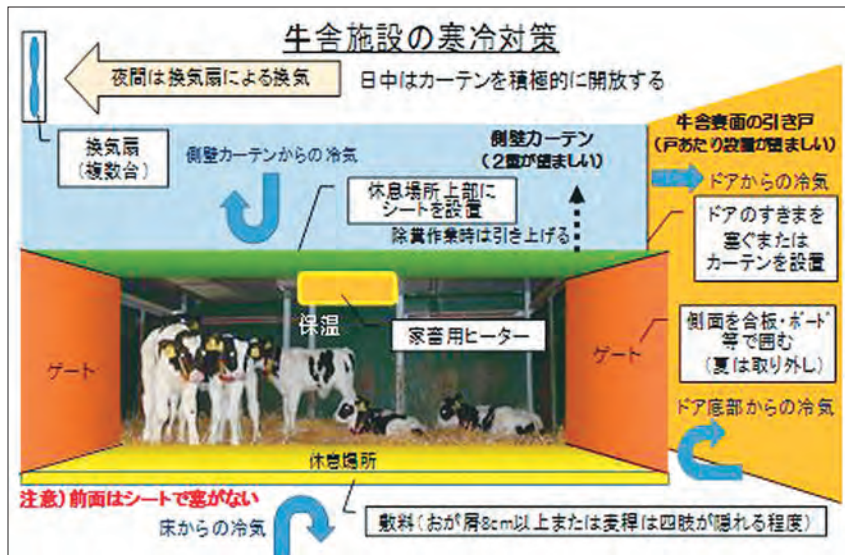 牛舎施設の寒冷対策
夜間は換気扇による換気
日中はカーテンを積極的に開放する
換気扇
(複数台)
側壁カーテンからの冷気
側壁カーテン
(2重が望ましい)
牛舎裏面の引き戸
(戸あたり設置が望ましい)
ドアからの冷気
休息場所上部に
シートを設置
除糞作業時は引き上げる
ドアのすきまを
塞ぐまたは
カーテンを設置
保温
家畜用ヒーター
ゲート
ゲート
側面を合板・ボード
等で囲む
(夏は取り外し)
ドア底部からの冷気
休息場所
注意)前面はシートで塞がない
床からの冷気
敷料(おが屑8cm以上または麦稈は四肢が隠れる程度)